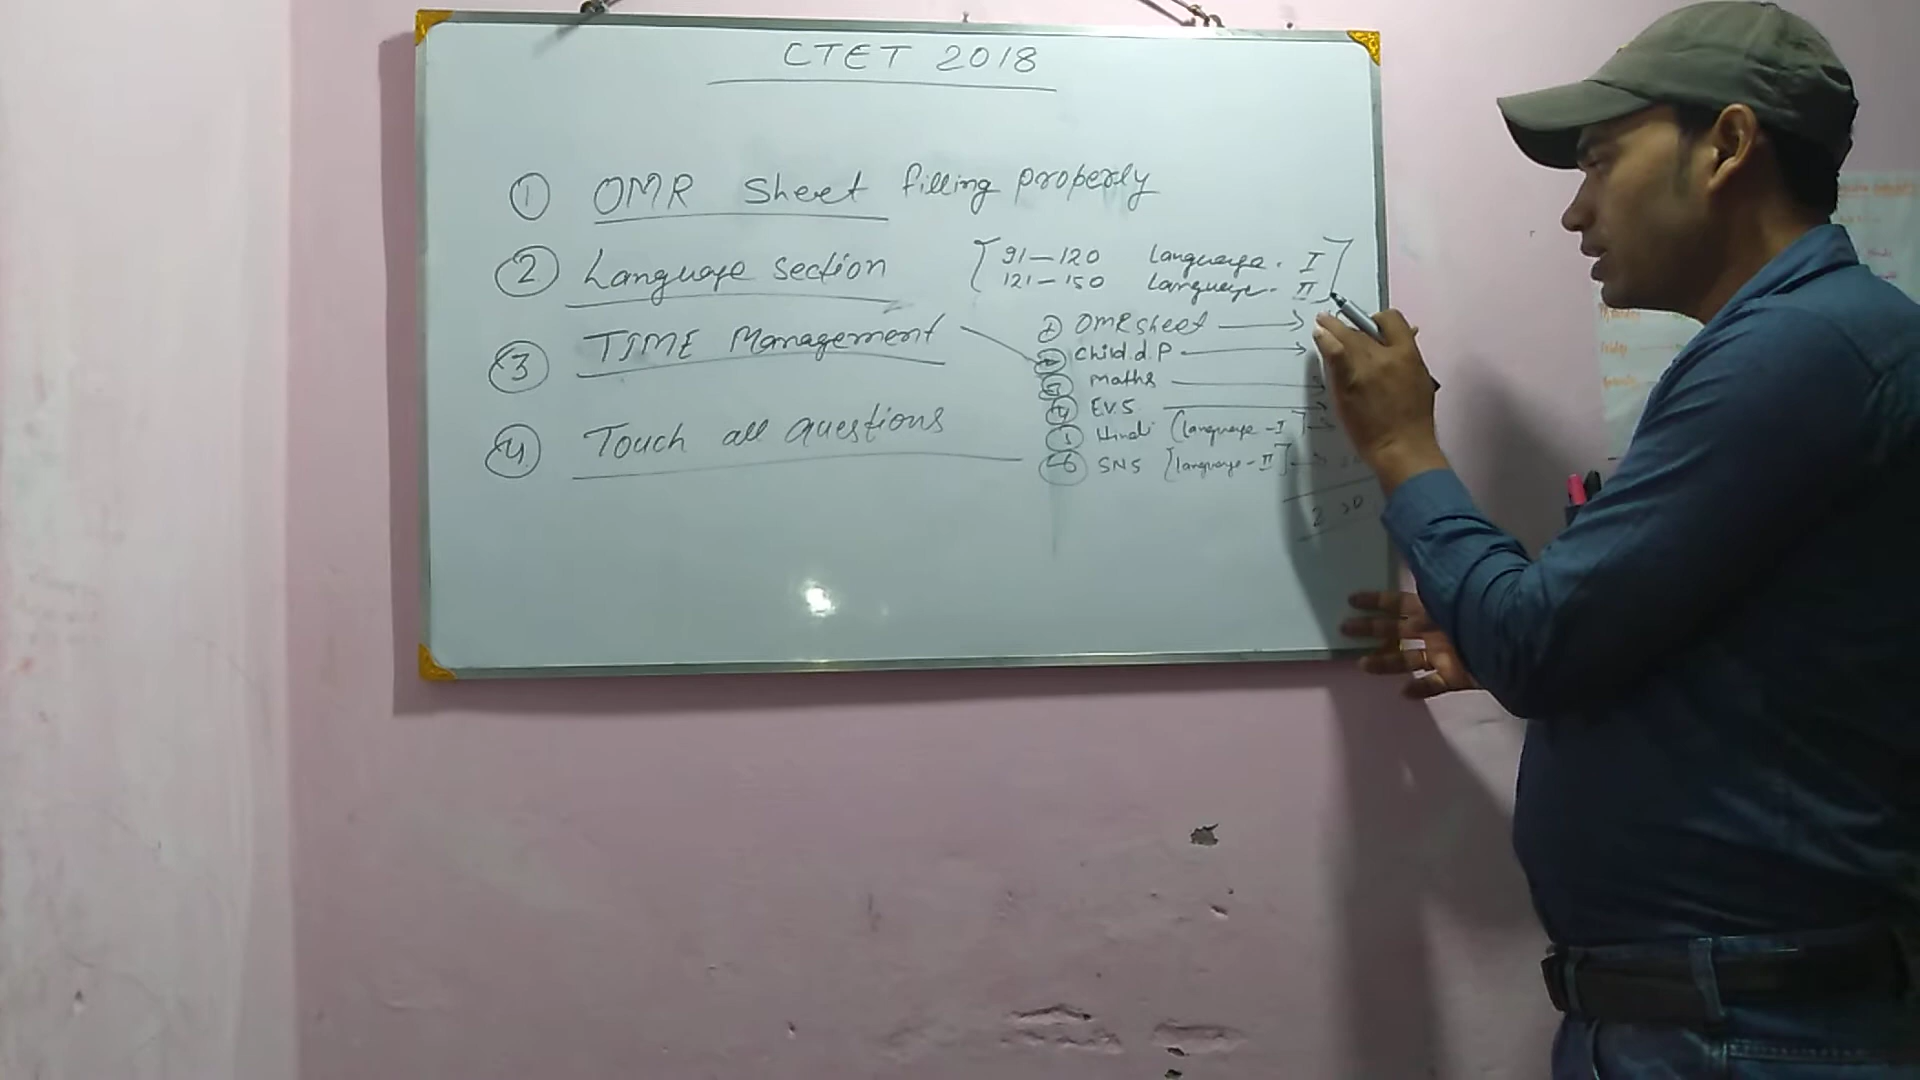 CTET 2018
① OMR Sheet filling properly
② Language Section
[91—120 Language - I
121—150 Language - II]
③ TIME Management
① OMR sheet →
② Child.d.P →
③ Maths →
④ E.V.S →
⑤ Hindi [language - I] →
⑥ SNS [language - II] →
④ Touch all Questions